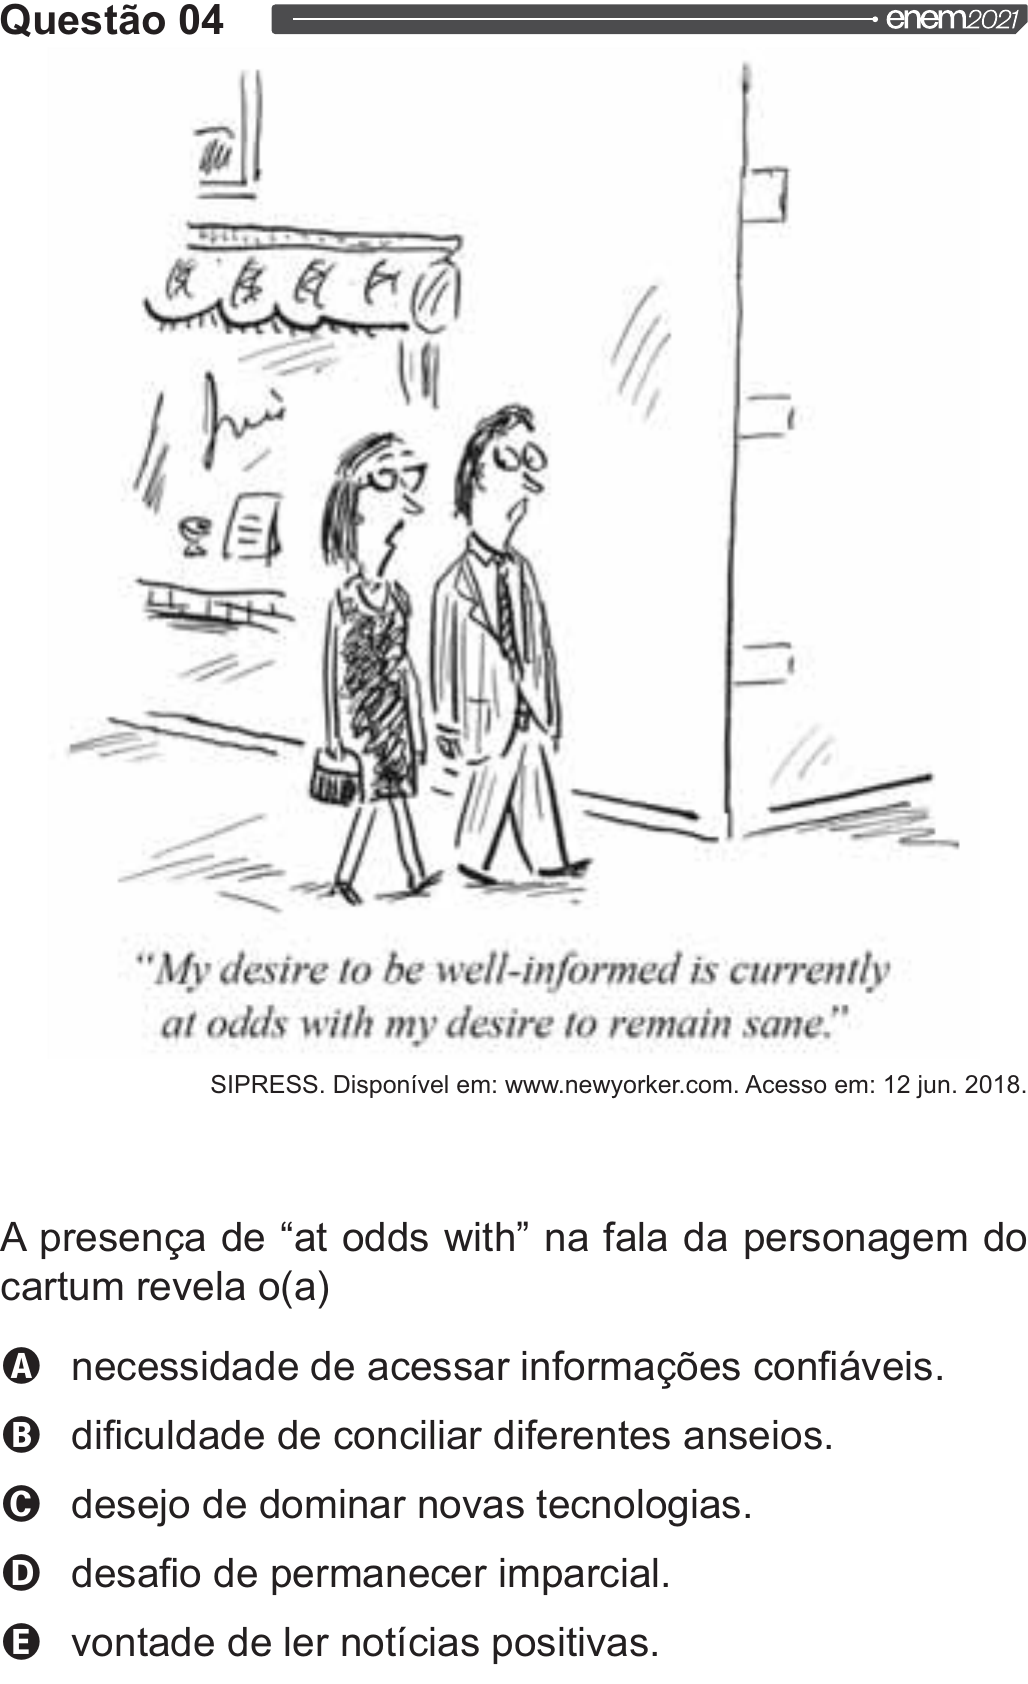 Questão 04
enem2021
“My desire to be well-informed is currently
at odds with my desire to remain sane.”
SIPRESS. Disponível em: www.newyorker.com. Acesso em: 12 jun. 2018.
A presença de “at odds with” na fala da personagem do
cartum revela o(a)
A necessidade de acessar informações confiáveis.
B dificuldade de conciliar diferentes anseios.
C desejo de dominar novas tecnologias.
D desafio de permanecer imparcial.
E vontade de ler notícias positivas.